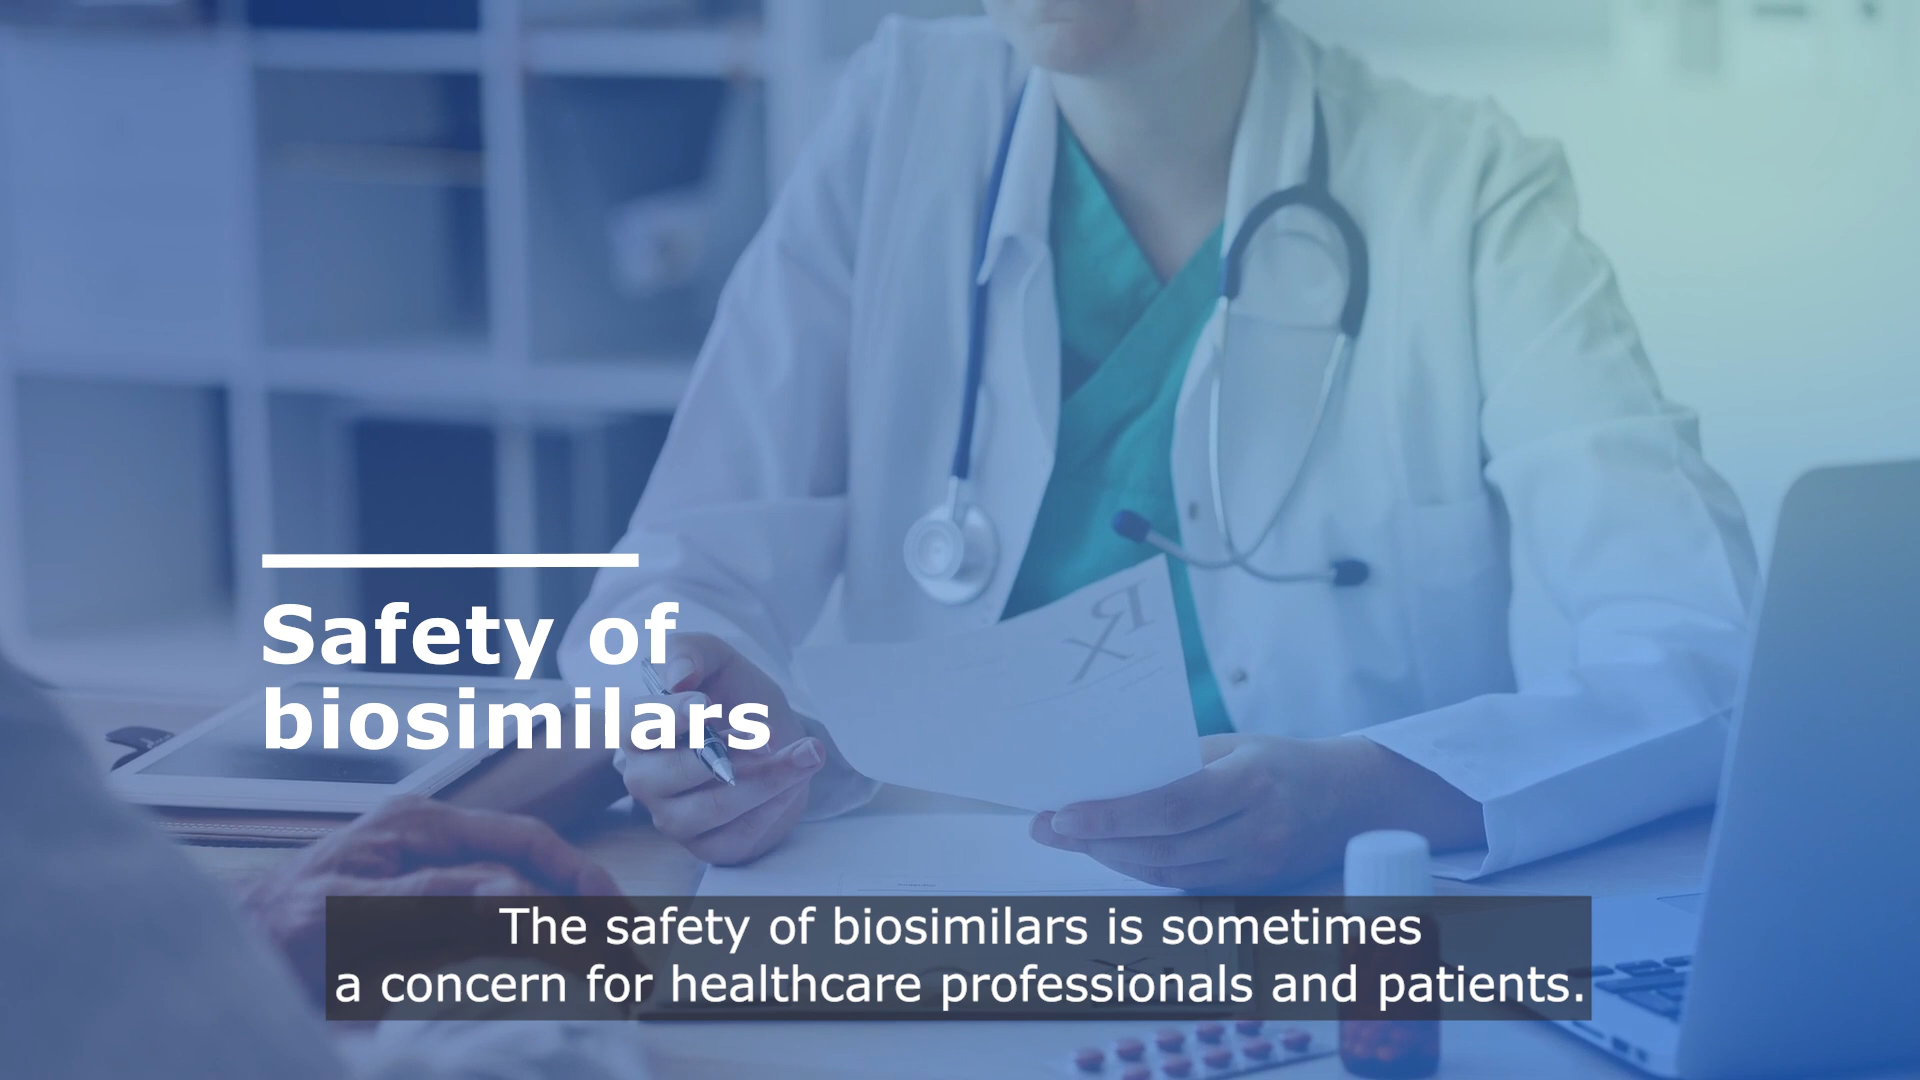 Safety of
biosimilars
The safety of biosimilars is sometimes
a concern for healthcare professionals and patients.